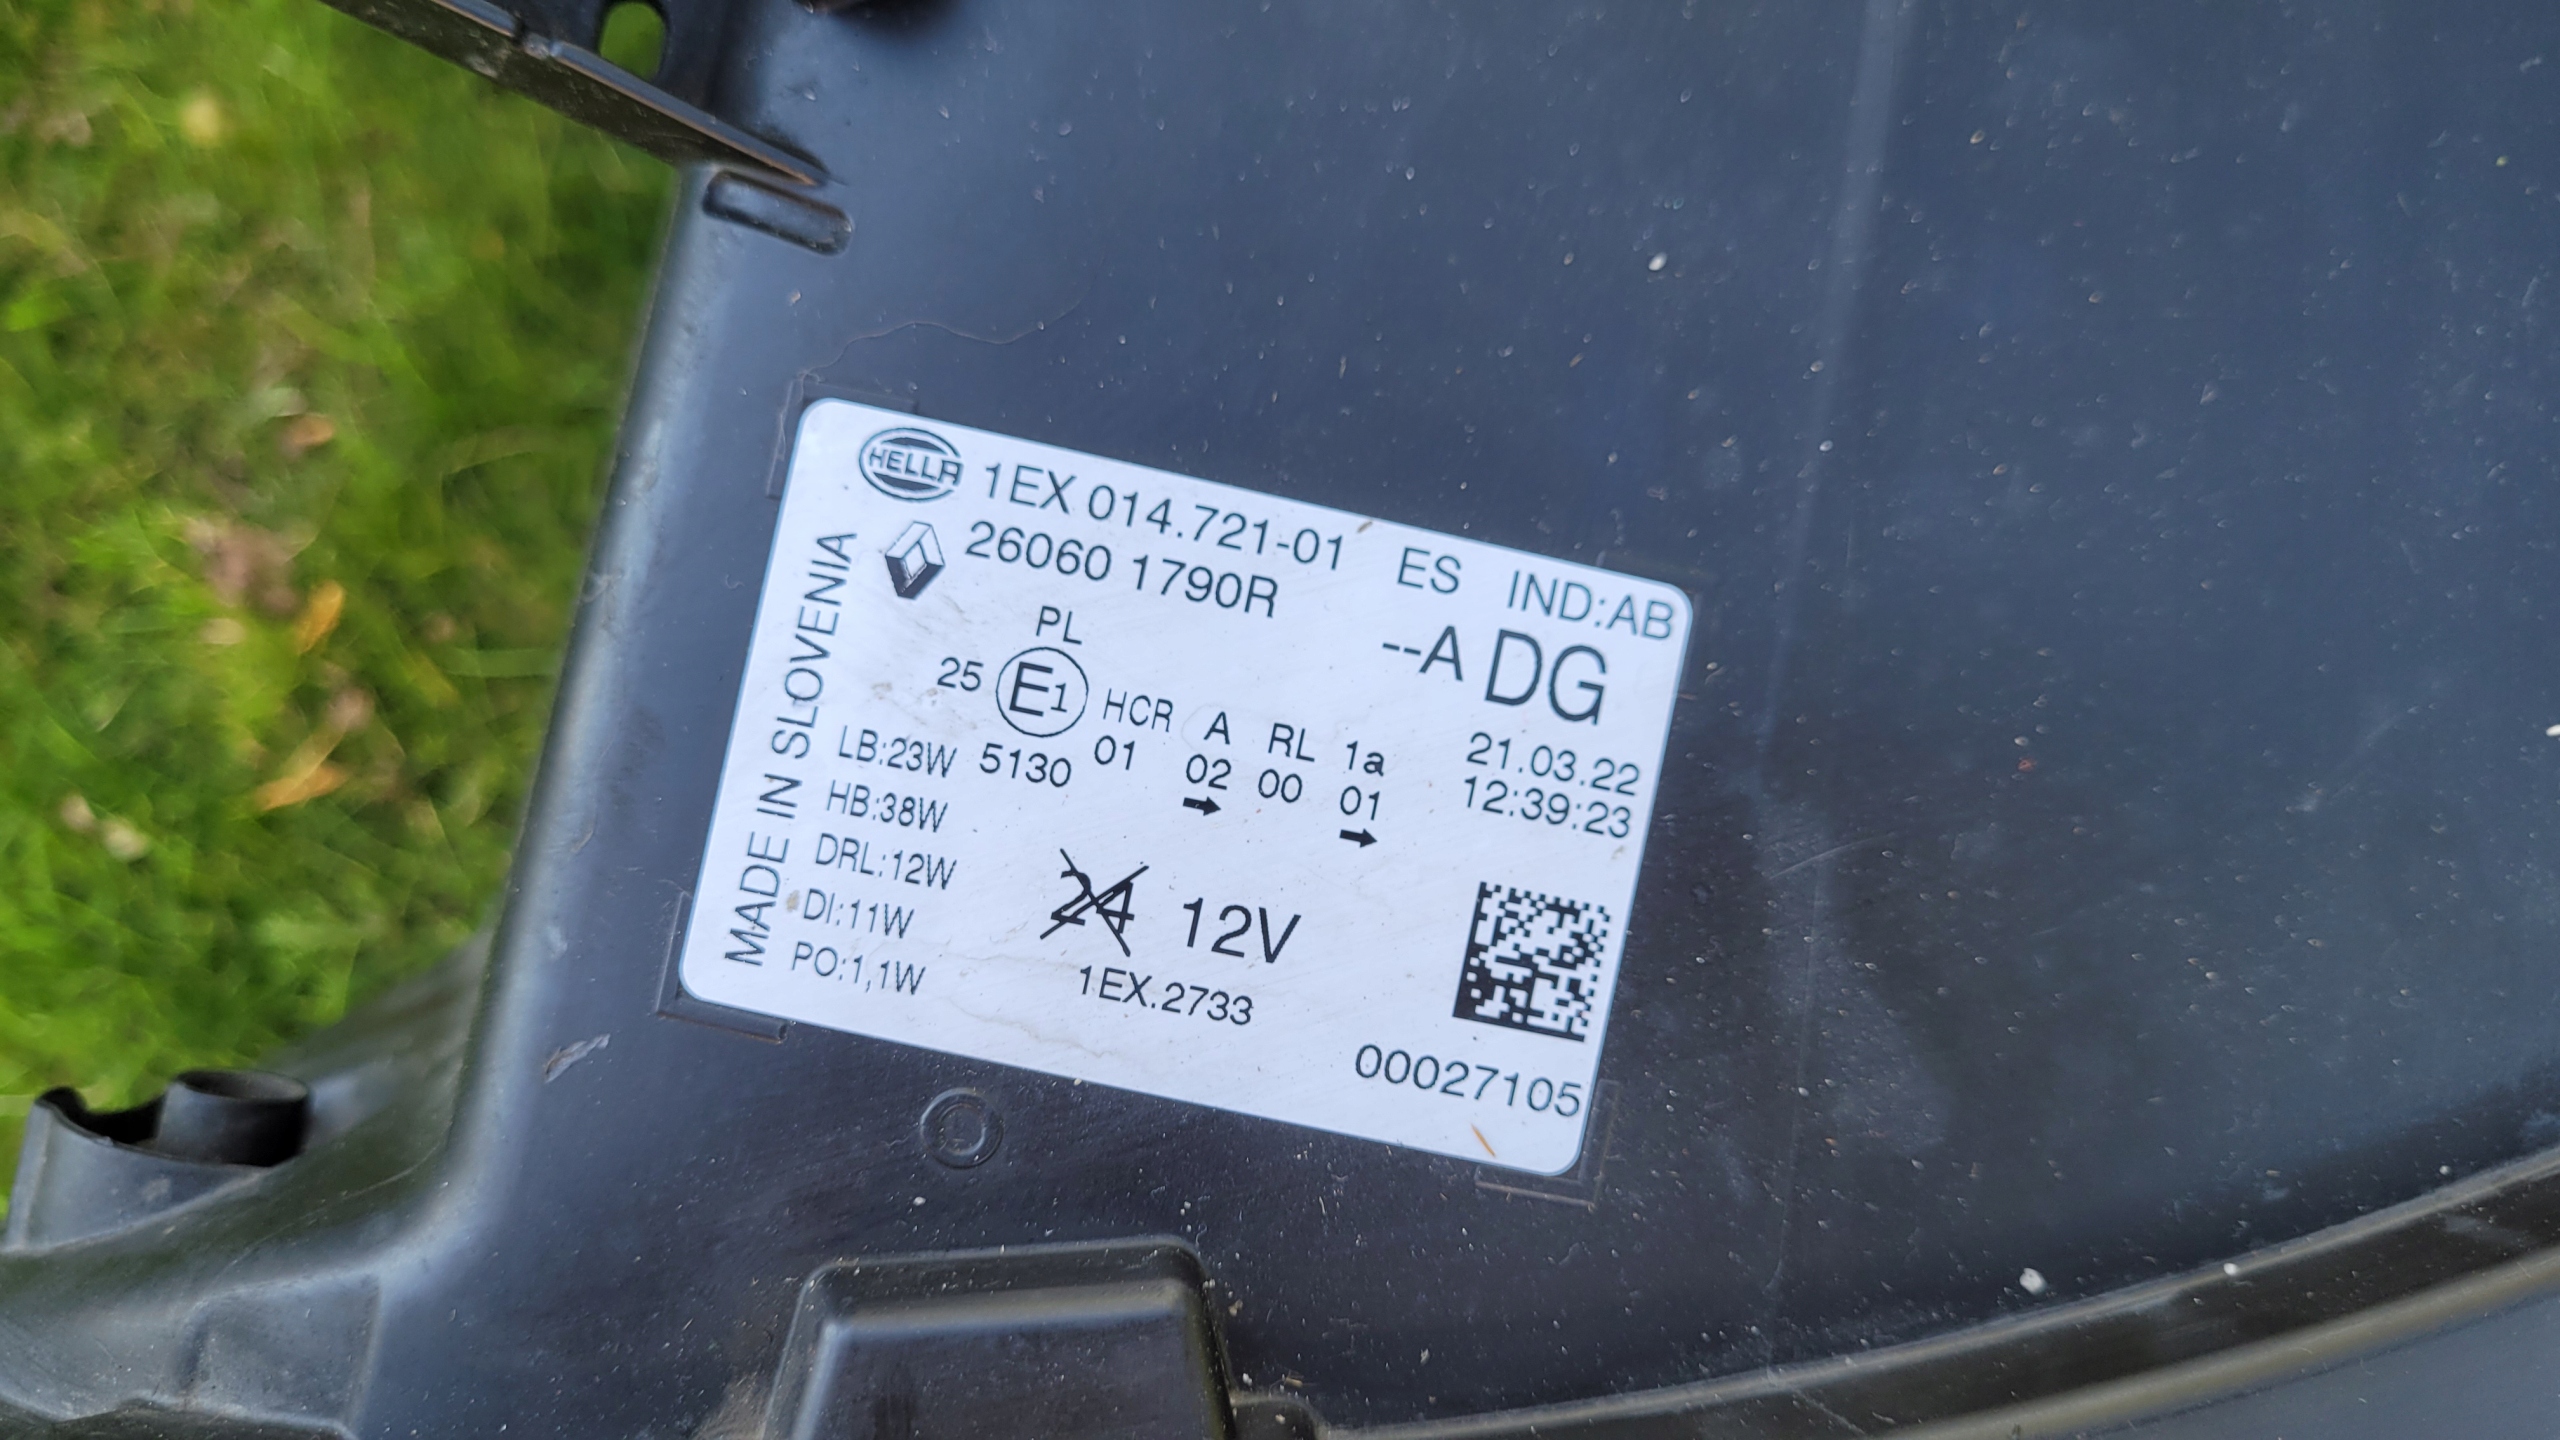 HELLA 1EX 014.721-01 ES IND:AB
26060 1790R
--A DG
MADE IN SLOVENIA
PL
25 E1 HCR A RL 1a
5130 01 02 00 01
21.03.22
12:39:23
LB:23W
HB:38W
DRL:12W
DI:11W
PO:1,1W
24 12V
1EX.2733
00027105